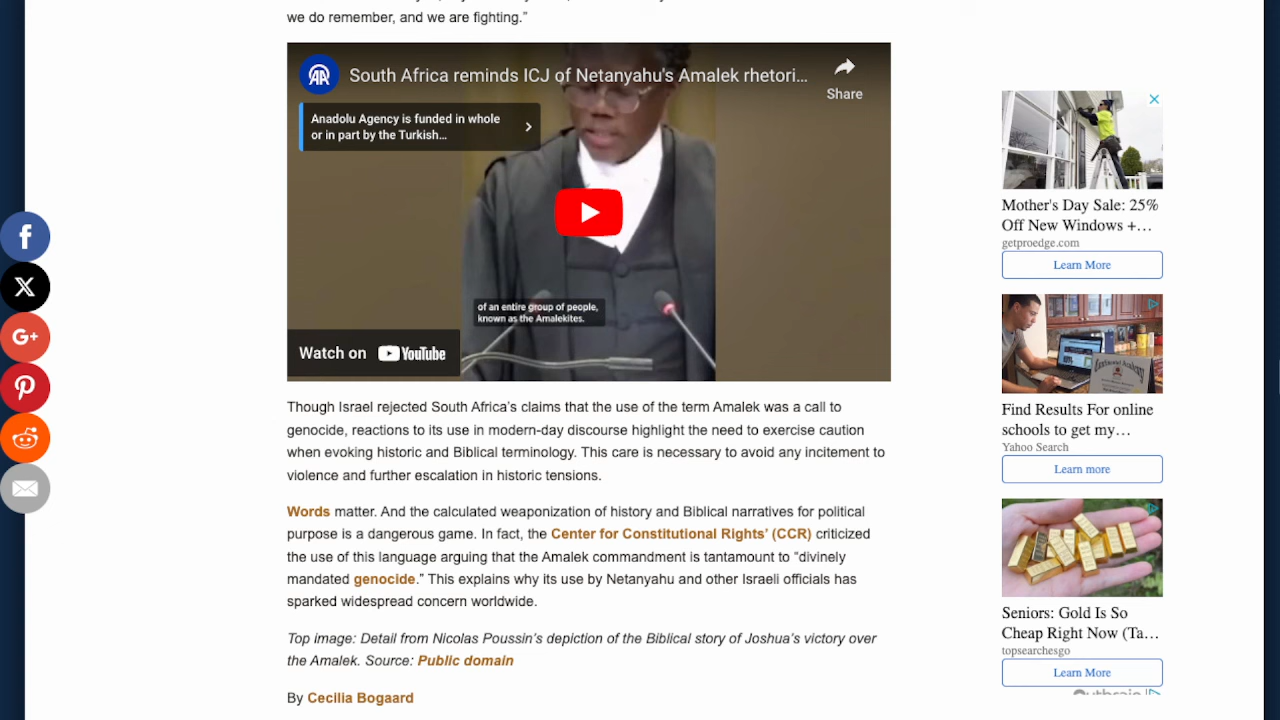 we do remember, and we are fighting.”
South Africa reminds ICJ of Netanyahu's Amalek rhetori...
Share
Anadolu Agency is funded in whole
or in part by the Turkish...
of an entire group of people,
known as the Amalekites.
Watch on YouTube
Though Israel rejected South Africa’s claims that the use of the term Amalek was a call to
genocide, reactions to its use in modern-day discourse highlight the need to exercise caution
when evoking historic and Biblical terminology. This care is necessary to avoid any incitement to
violence and further escalation in historic tensions.
Words matter. And the calculated weaponization of history and Biblical narratives for political
purpose is a dangerous game. In fact, the Center for Constitutional Rights’ (CCR) criticized
the use of this language arguing that the Amalek commandment is tantamount to “divinely
mandated genocide.” This explains why its use by Netanyahu and other Israeli officials has
sparked widespread concern worldwide.
Top image: Detail from Nicolas Poussin’s depiction of the Biblical story of Joshua’s victory over
the Amalek. Source: Public domain
By Cecilia Bogaard
Mother's Day Sale: 25%
Off New Windows +...
getproedge.com
Learn More
Find Results For online
schools to get my...
Yahoo Search
Learn more
Seniors: Gold Is So
Cheap Right Now (Ta...
topsearchesgo
Learn More